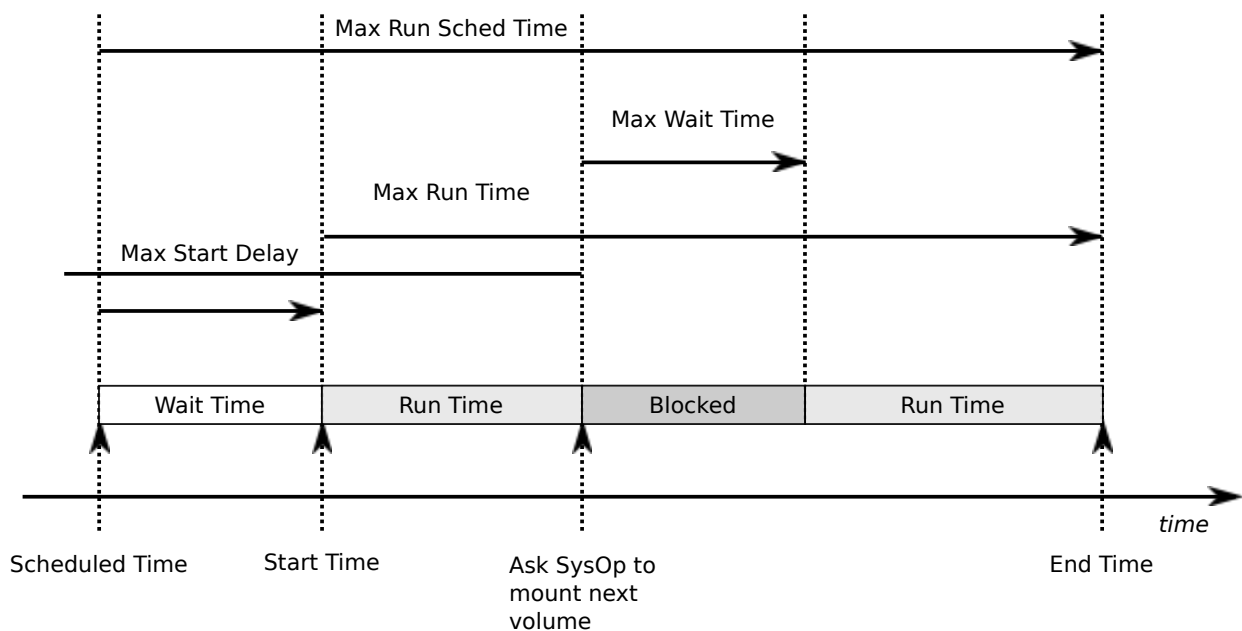 Max Run Sched Time
Max Wait Time
Max Run Time
Max Start Delay
Wait Time
Run Time
Blocked
Run Time
time
Scheduled Time
Start Time
Ask SysOp to
mount next
volume
End Time